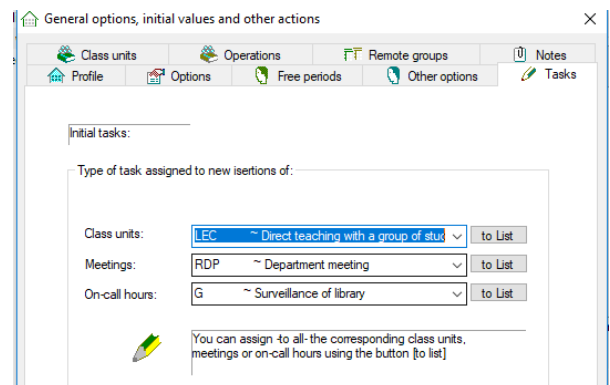 General options, initial values and other actions
Class units
Operations
Remote groups
Notes
Profile
Options
Free periods
Other options
Tasks
Initial tasks:
Type of task assigned to new isertions of:
Class units:
LEC ~ Direct teaching with a group of stud
to List
Meetings:
RDP ~ Department meeting
to List
On-call hours:
G ~ Surveillance of library
to List
You can assign -to all- the corresponding class units,
meetings or on-call hours using the button [to list]